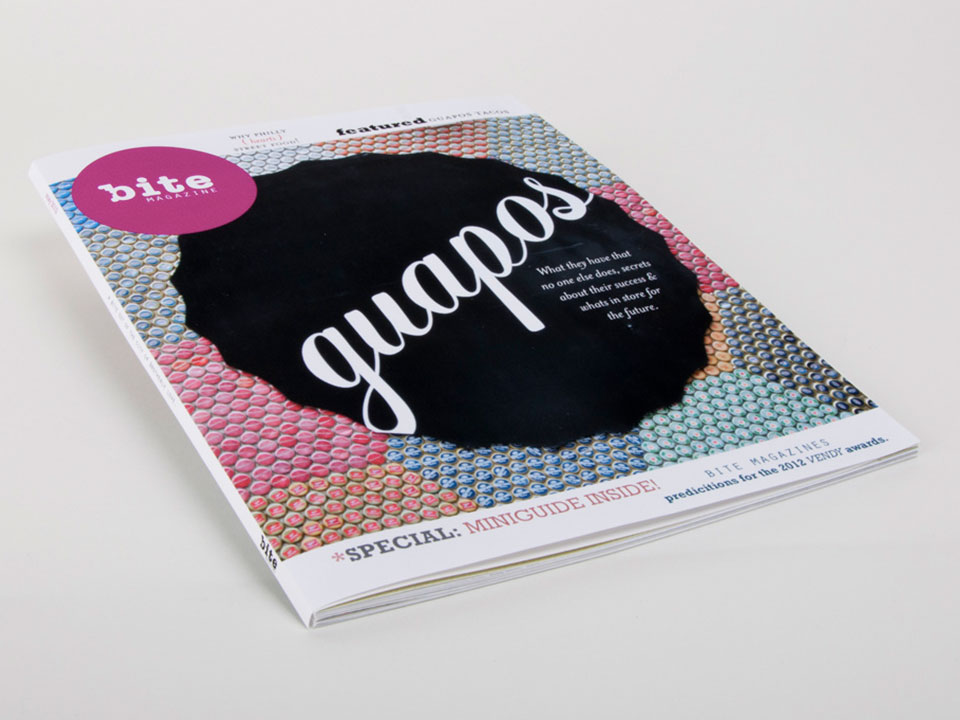 WHY PHILLY
{hearts}
STREET FOOD!
featured GUAPOS TACOS
bite
MAGAZINE
guapos
What they have that
no one else does, secrets
about their success &
whats in store for
the future.
BITE MAGAZINES
predicitions for the 2012 VENDY awards.
*SPECIAL: MINIGUIDE INSIDE!
bite